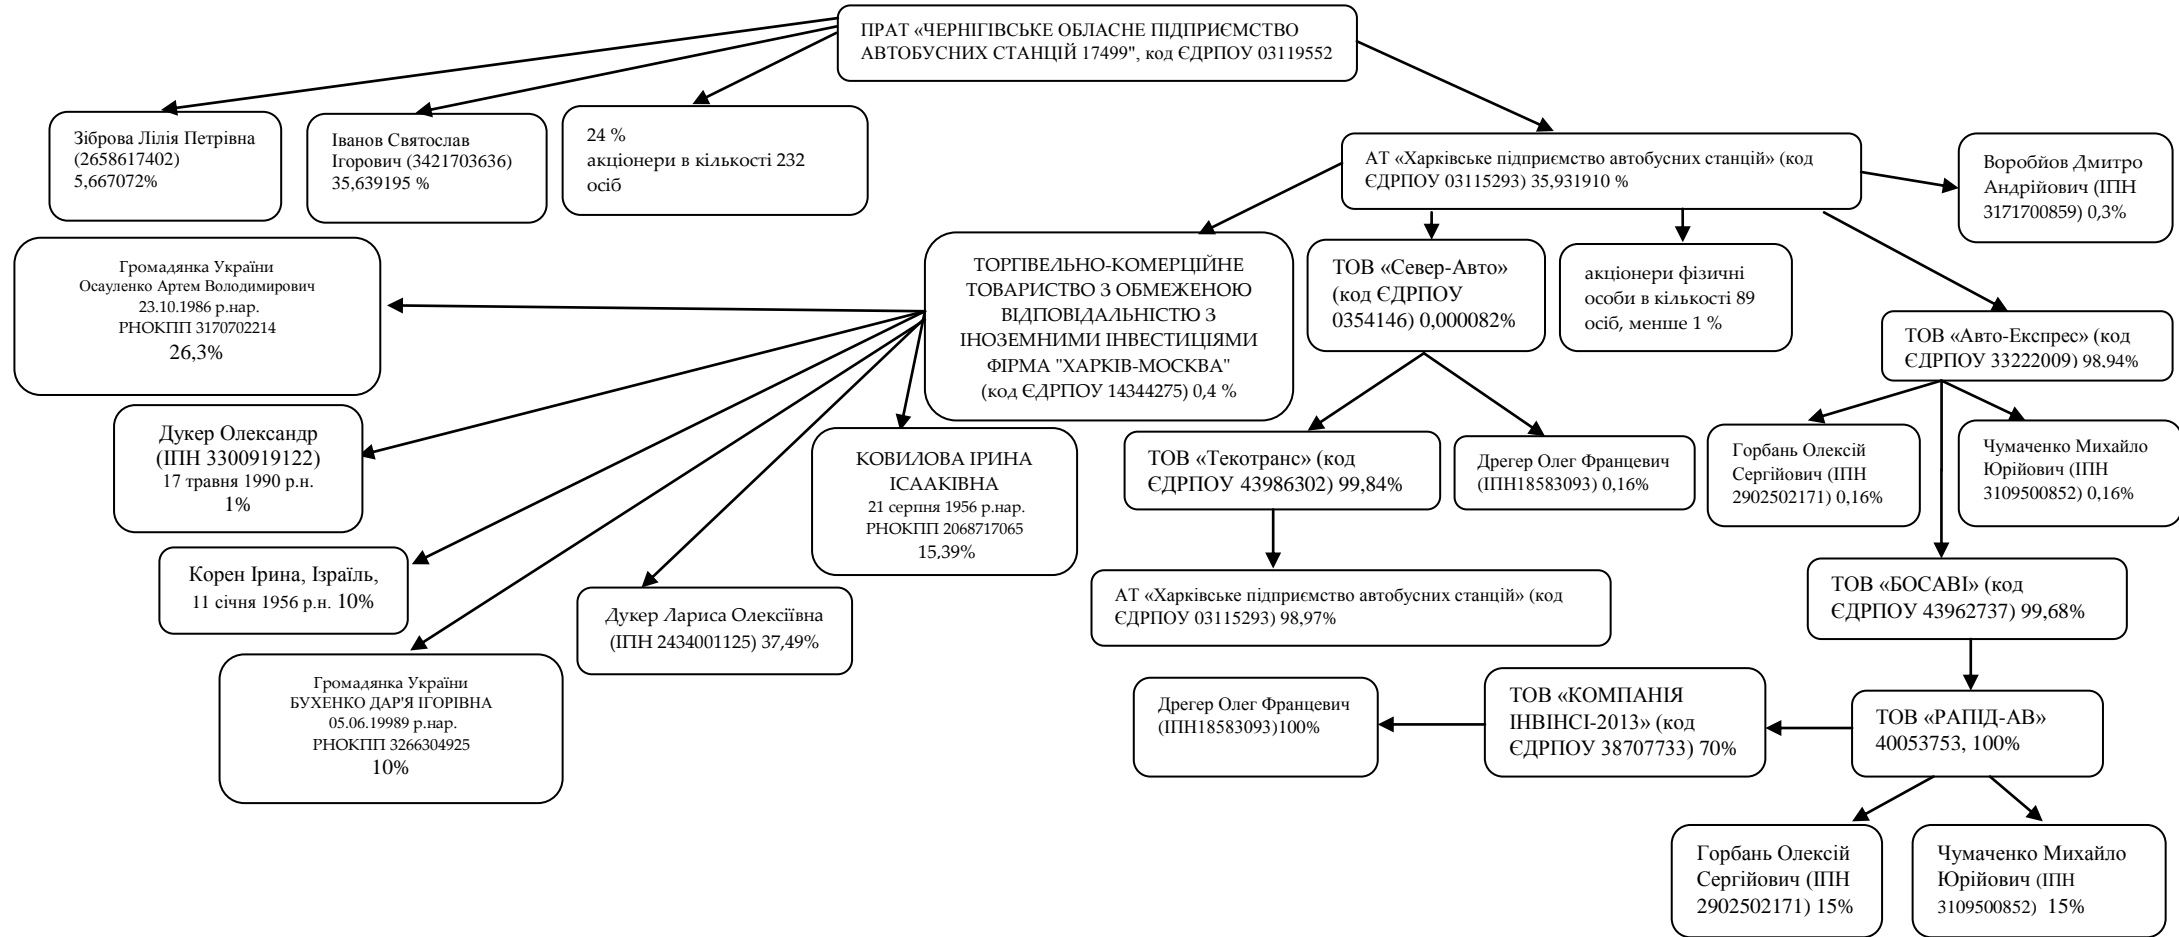 ПРАТ «ЧЕРНІГІВСЬКЕ ОБЛАСНЕ ПІДПРИЄМСТВО
АВТОБУСНИХ СТАНЦІЙ 17499", код ЄДРПОУ 03119552
Зіброва Лілія Петрівна
(2658617402)
5,667072%
Іванов Святослав
Ігорович (3421703636)
35,639195 %
24 %
акціонери в кількості 232
осіб
АТ «Харківське підприємство автобусних станцій» (код
ЄДРПОУ 03115293) 35,931910 %
Воробйов Дмитро
Андрійович (ІПН
3171700859) 0,3%
Громадянка України
Осауленко Артем Володимирович
23.10.1986 р.нар.
РНОКПП 3170702214
26,3%
ТОРГІВЕЛЬНО-КОМЕРЦІЙНЕ
ТОВАРИСТВО З ОБМЕЖЕНОЮ
ВІДПОВІДАЛЬНІСТЮ З
ІНОЗЕМНИМИ ІНВЕСТИЦІЯМИ
ФІРМА "ХАРКІВ-МОСКВА"
(код ЄДРПОУ 14344275) 0,4 %
ТОВ «Север-Авто»
(код ЄДРПОУ
0354146) 0,000082%
акціонери фізичні
особи в кількості 89
осіб, менше 1 %
ТОВ «Авто-Експрес» (код
ЄДРПОУ 33222009) 98,94%
Дукер Олександр
(ІПН 3300919122)
17 травня 1990 р.н.
1%
КОВИЛОВА ІРИНА
ІСААКІВНА
21 серпня 1956 р.нар.
РНОКПП 2068717065
15,39%
ТОВ «Текотранс» (код
ЄДРПОУ 43986302) 99,84%
Дрегер Олег Францевич
(ІПН18583093) 0,16%
Горбань Олексій
Сергійович (ІПН
2902502171) 0,16%
Чумаченко Михайло
Юрійович (ІПН
3109500852) 0,16%
Корен Ірина, Ізраїль,
11 січня 1956 р.н. 10%
Дукер Лариса Олексіївна
(ІПН 2434001125) 37,49%
АТ «Харківське підприємство автобусних станцій» (код
ЄДРПОУ 03115293) 98,97%
ТОВ «БОСАВІ» (код
ЄДРПОУ 43962737) 99,68%
Громадянка України
БУХЕНКО ДАР'Я ІГОРІВНА
05.06.19989 р.нар.
РНОКПП 3266304925
10%
Дрегер Олег Францевич
(ІПН18583093)100%
ТОВ «КОМПАНІЯ
ІНВІНСІ-2013» (код
ЄДРПОУ 38707733) 70%
ТОВ «РАПІД-АВ»
40053753, 100%
Горбань Олексій
Сергійович (ІПН
2902502171) 15%
Чумаченко Михайло
Юрійович (ІПН
3109500852) 15%